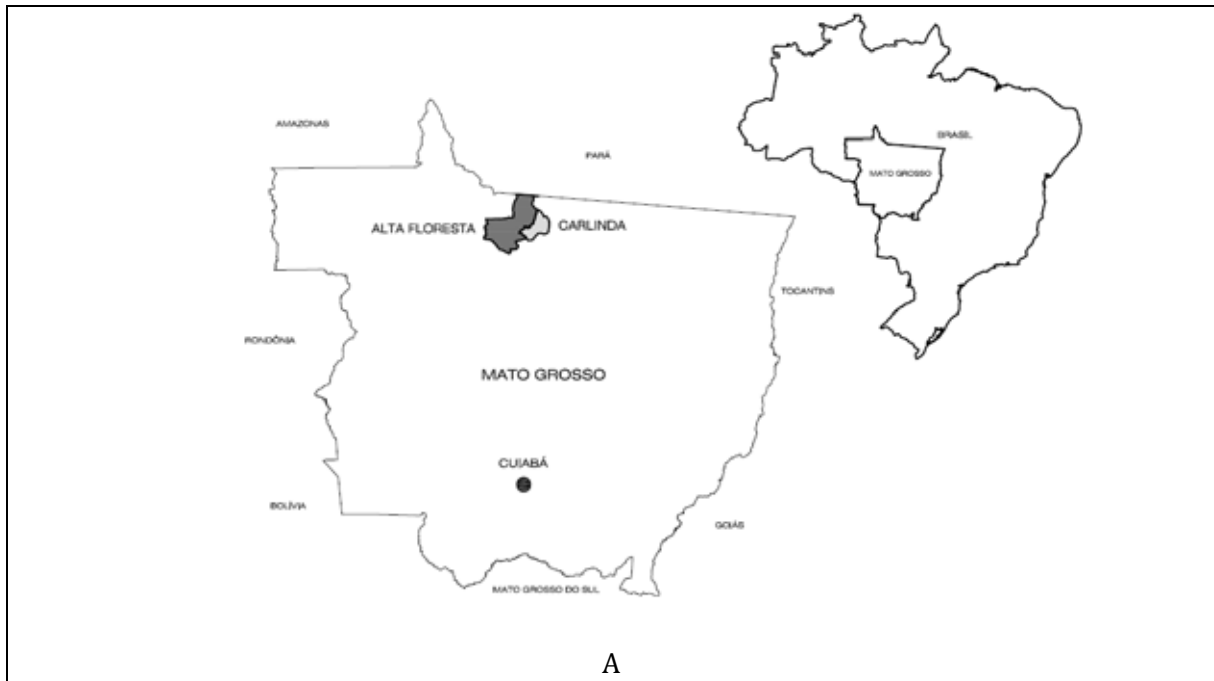 AMAZONAS
PARÁ
BRASIL
MATO GROSSO
ALTA FLORESTA
CARLINDA
TOCANTINS
RONDÔNIA
MATO GROSSO
CUIABÁ
BOLÍVIA
GOIÁS
MATO GROSSO DO SUL
A